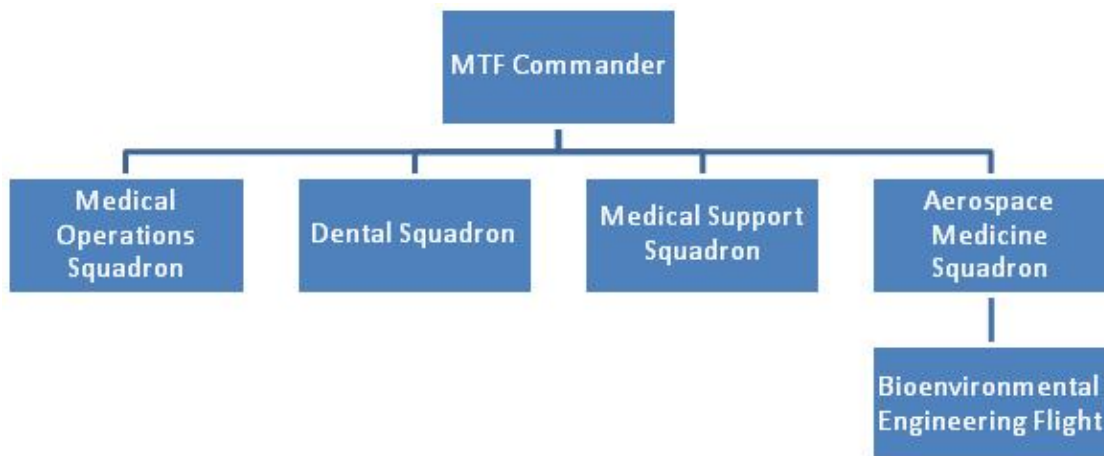 MTF Commander
Medical
Operations
Squadron
Dental Squadron
Medical Support
Squadron
Aerospace
Medicine
Squadron
Bioenvironmental
Engineering Flight